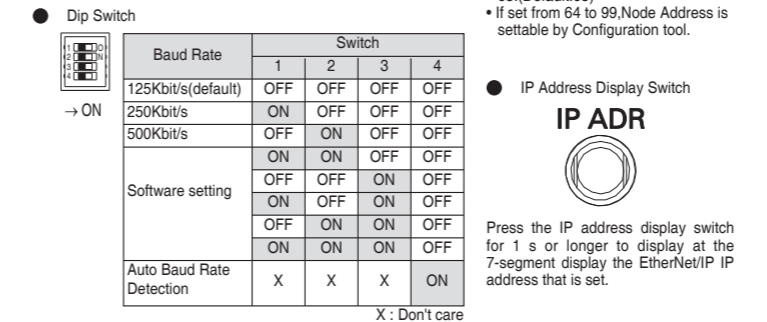 ● Dip Switch
1 O
2 N
3
4
→ ON
Baud Rate Switch
1 2 3 4
125Kbit/s(default) OFF OFF OFF OFF
250Kbit/s ON OFF OFF OFF
500Kbit/s OFF ON OFF OFF
Software setting
ON ON OFF OFF
OFF OFF ON OFF
ON OFF ON OFF
OFF ON ON OFF
ON ON ON OFF
Auto Baud Rate
Detection
X X X ON
X : Don't care
• If set from 64 to 99,Node Address is
settable by Configuration tool.
● IP Address Display Switch
IP ADR
Press the IP address display switch
for 1 s or longer to display at the
7-segment display the EtherNet/IP IP
address that is set.